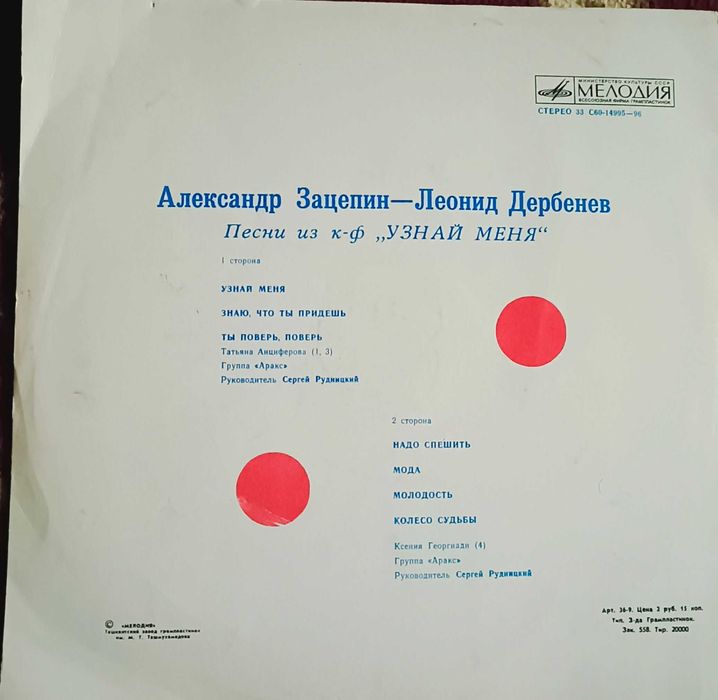 МИНИСТЕРСТВО КУЛЬТУРЫ СССР
МЕЛОДИЯ
ВСЕСОЮЗНАЯ ФИРМА ГРАМПЛАСТИНОК
СТЕРЕО 33 С60-14995—96
Александр Зацепин—Леонид Дербенев
Песни из к-ф „УЗНАЙ МЕНЯ“
1 сторона
УЗНАЙ МЕНЯ
ЗНАЮ, ЧТО ТЫ ПРИДЕШЬ
ТЫ ПОВЕРЬ, ПОВЕРЬ
Татьяна Анциферова (1, 3)
Группа «Аракс»
Руководитель Сергей Рудницкий
2 сторона
НАДО СПЕШИТЬ
МОДА
МОЛОДОСТЬ
КОЛЕСО СУДЬБЫ
Ксения Георгиади (4)
Группа «Аракс»
Руководитель Сергей Рудницкий
© «МЕЛОДИЯ»
Ташкентский завод грампластинок
им. М. Т. Ташмухамедова
Арт. 36-9. Цена 2 руб. 15 коп.
Тип. З-да Грампластинок.
Зак. 558. Тир. 20000